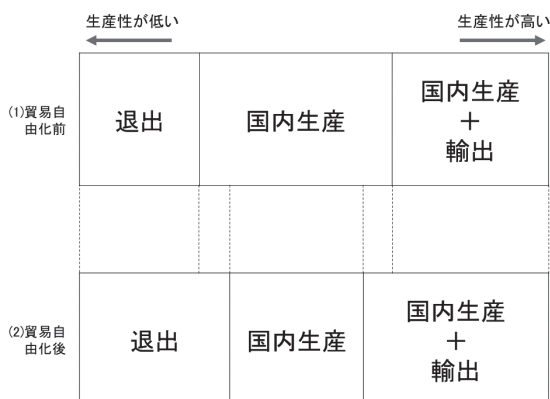 生産性が低い
生産性が高い
(1)貿易自
由化前
退出
国内生産
国内生産
＋
輸出
(2)貿易自
由化後
退出
国内生産
国内生産
＋
輸出